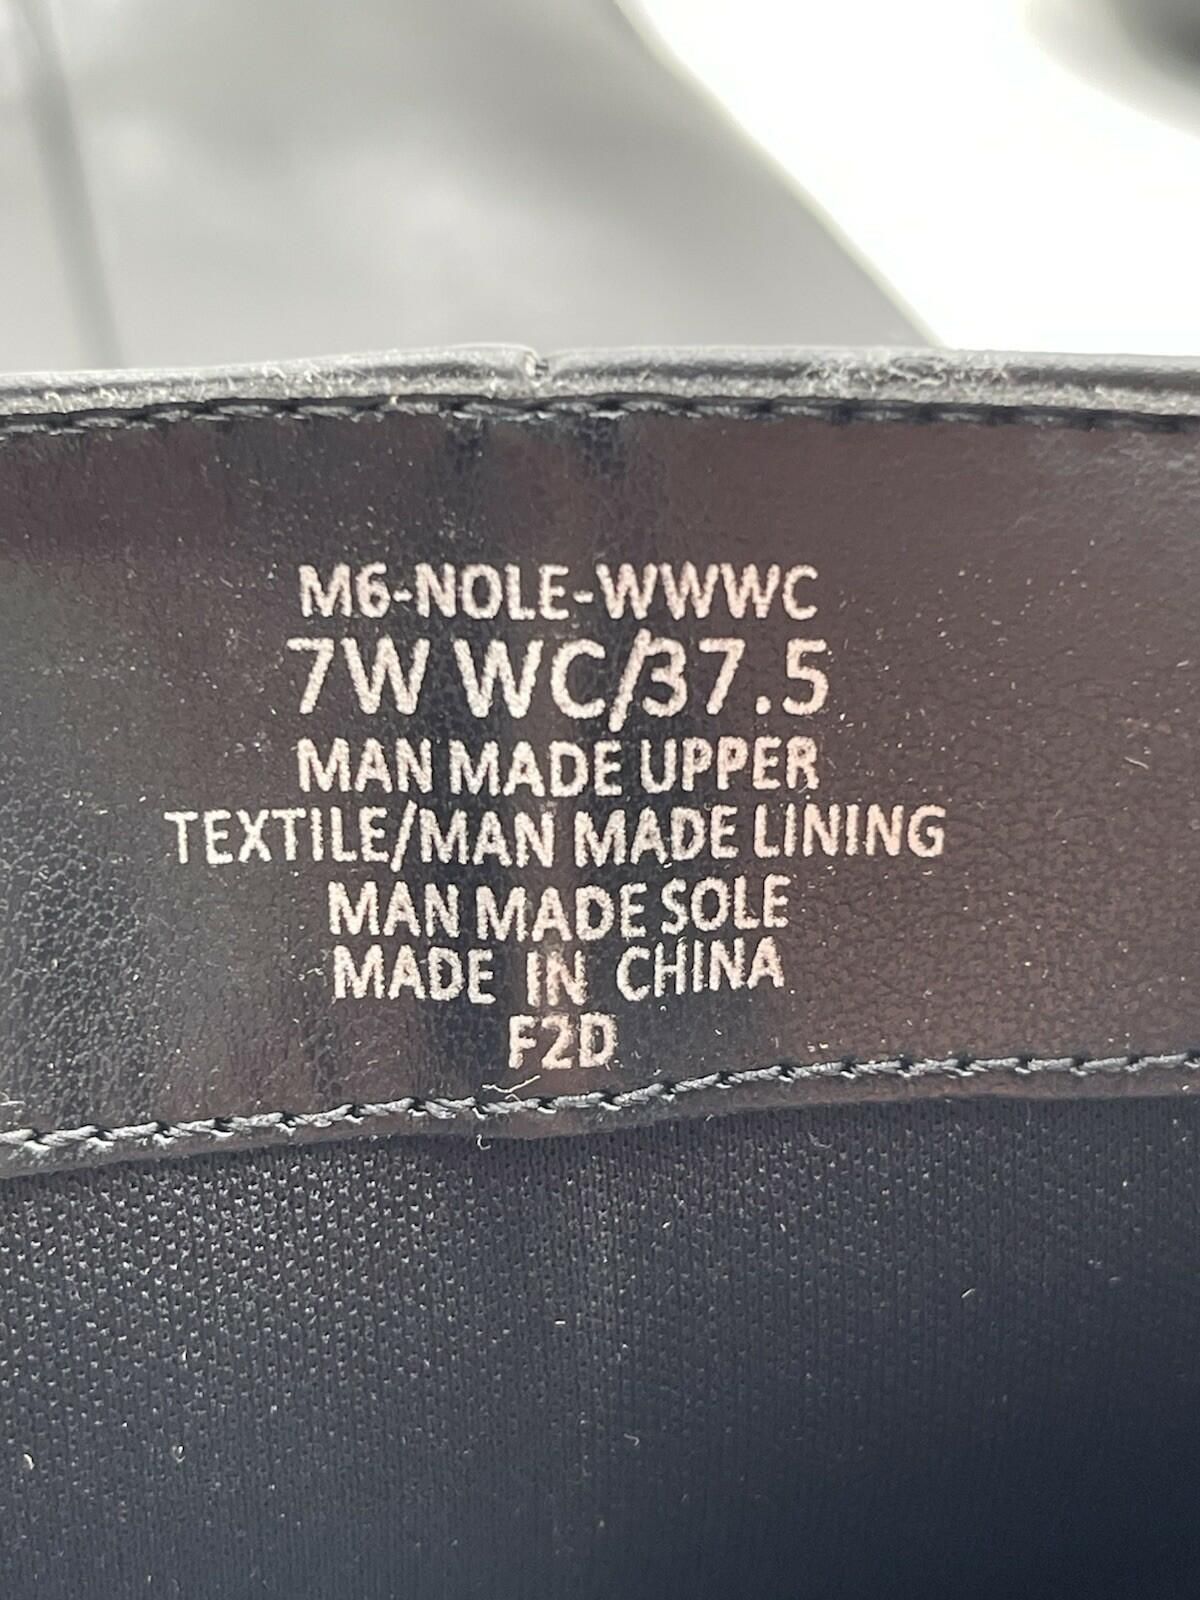 M6-NOLE-WWWC
7W WC/37.5
MAN MADE UPPER
TEXTILE/MAN MADE LINING
MAN MADE SOLE
MADE IN CHINA
F2D